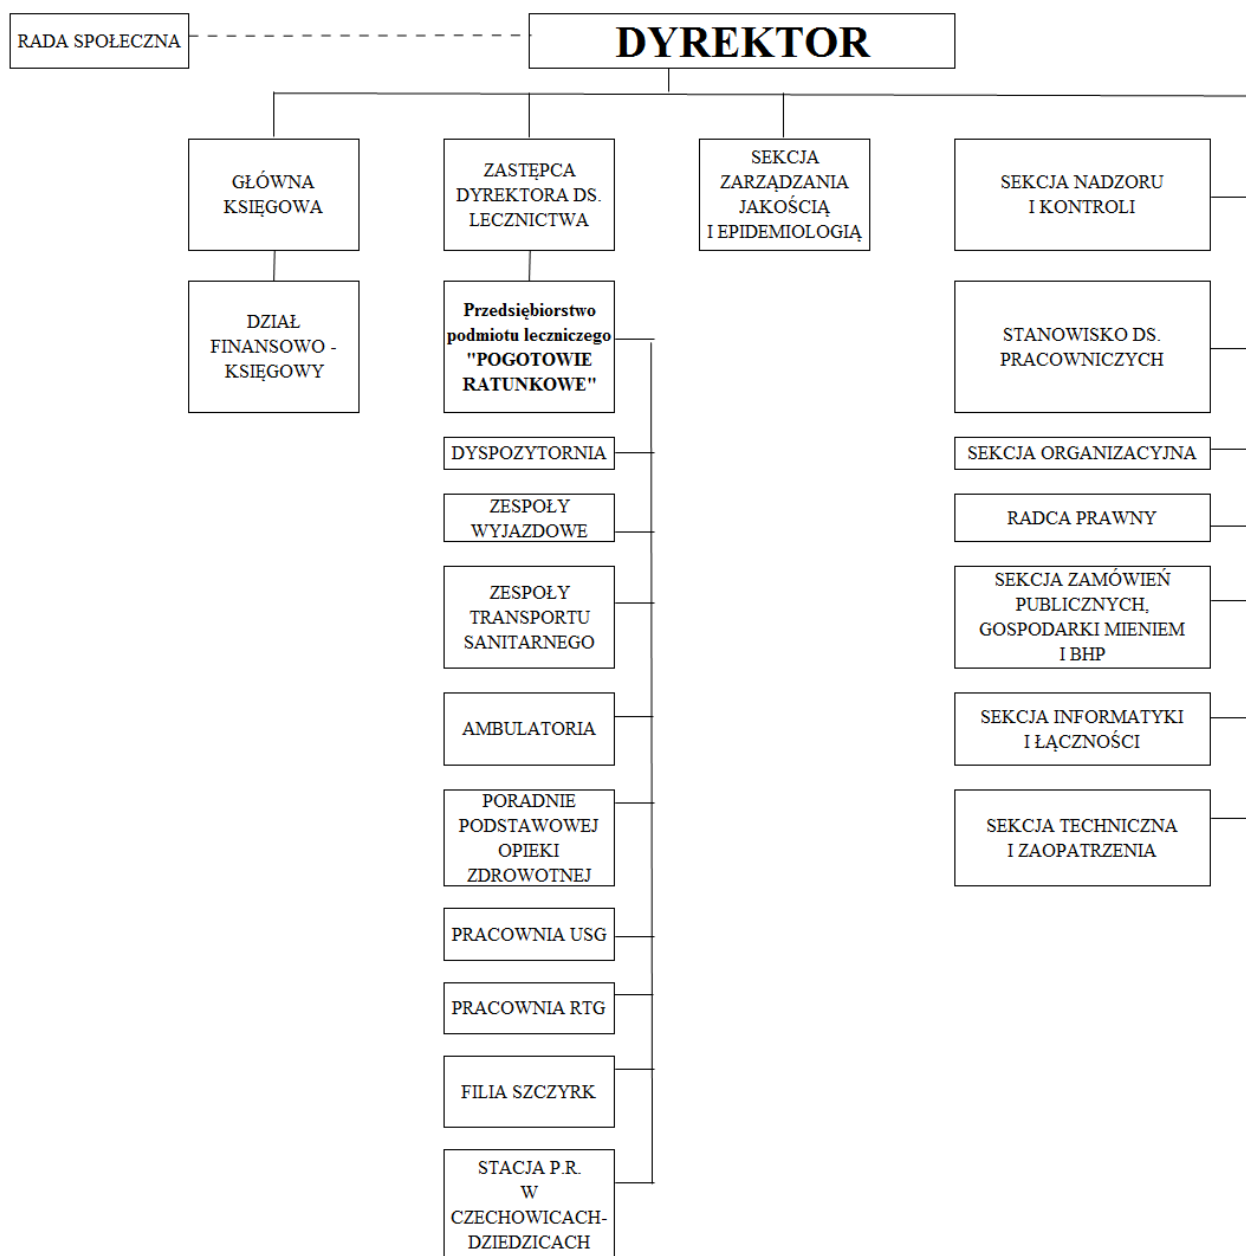 RADA SPOŁECZNA
DYREKTOR
GŁÓWNA
KSIĘGOWA
DZIAŁ
FINANSOWO -
KSIĘGOWY
ZASTĘPCA
DYREKTORA DS.
LECZNICTWA
Przedsiębiorstwo
podmiotu leczniczego
"POGOTOWIE
RATUNKOWE"
DYSPOZYTORNIA
ZESPOŁY
WYJAZDOWE
ZESPOŁY
TRANSPORTU
SANITARNEGO
AMBULATORIA
PORADNIE
PODSTAWOWEJ
OPIEKI
ZDROWOTNEJ
PRACOWNIA USG
PRACOWNIA RTG
FILIA SZCZYRK
STACJA P.R.
W
CZECHOWICACH-
DZIEDZICACH
SEKCJA
ZARZĄDZANIA
JAKOŚCIĄ
I EPIDEMIOLOGIĄ
SEKCJA NADZORU
I KONTROLI
STANOWISKO DS.
PRACOWNICZYCH
SEKCJA ORGANIZACYJNA
RADCA PRAWNY
SEKCJA ZAMÓWIEŃ
PUBLICZNYCH,
GOSPODARKI MIENIEM
I BHP
SEKCJA INFORMATYKI
I ŁĄCZNOŚCI
SEKCJA TECHNICZNA
I ZAOPATRZENIA